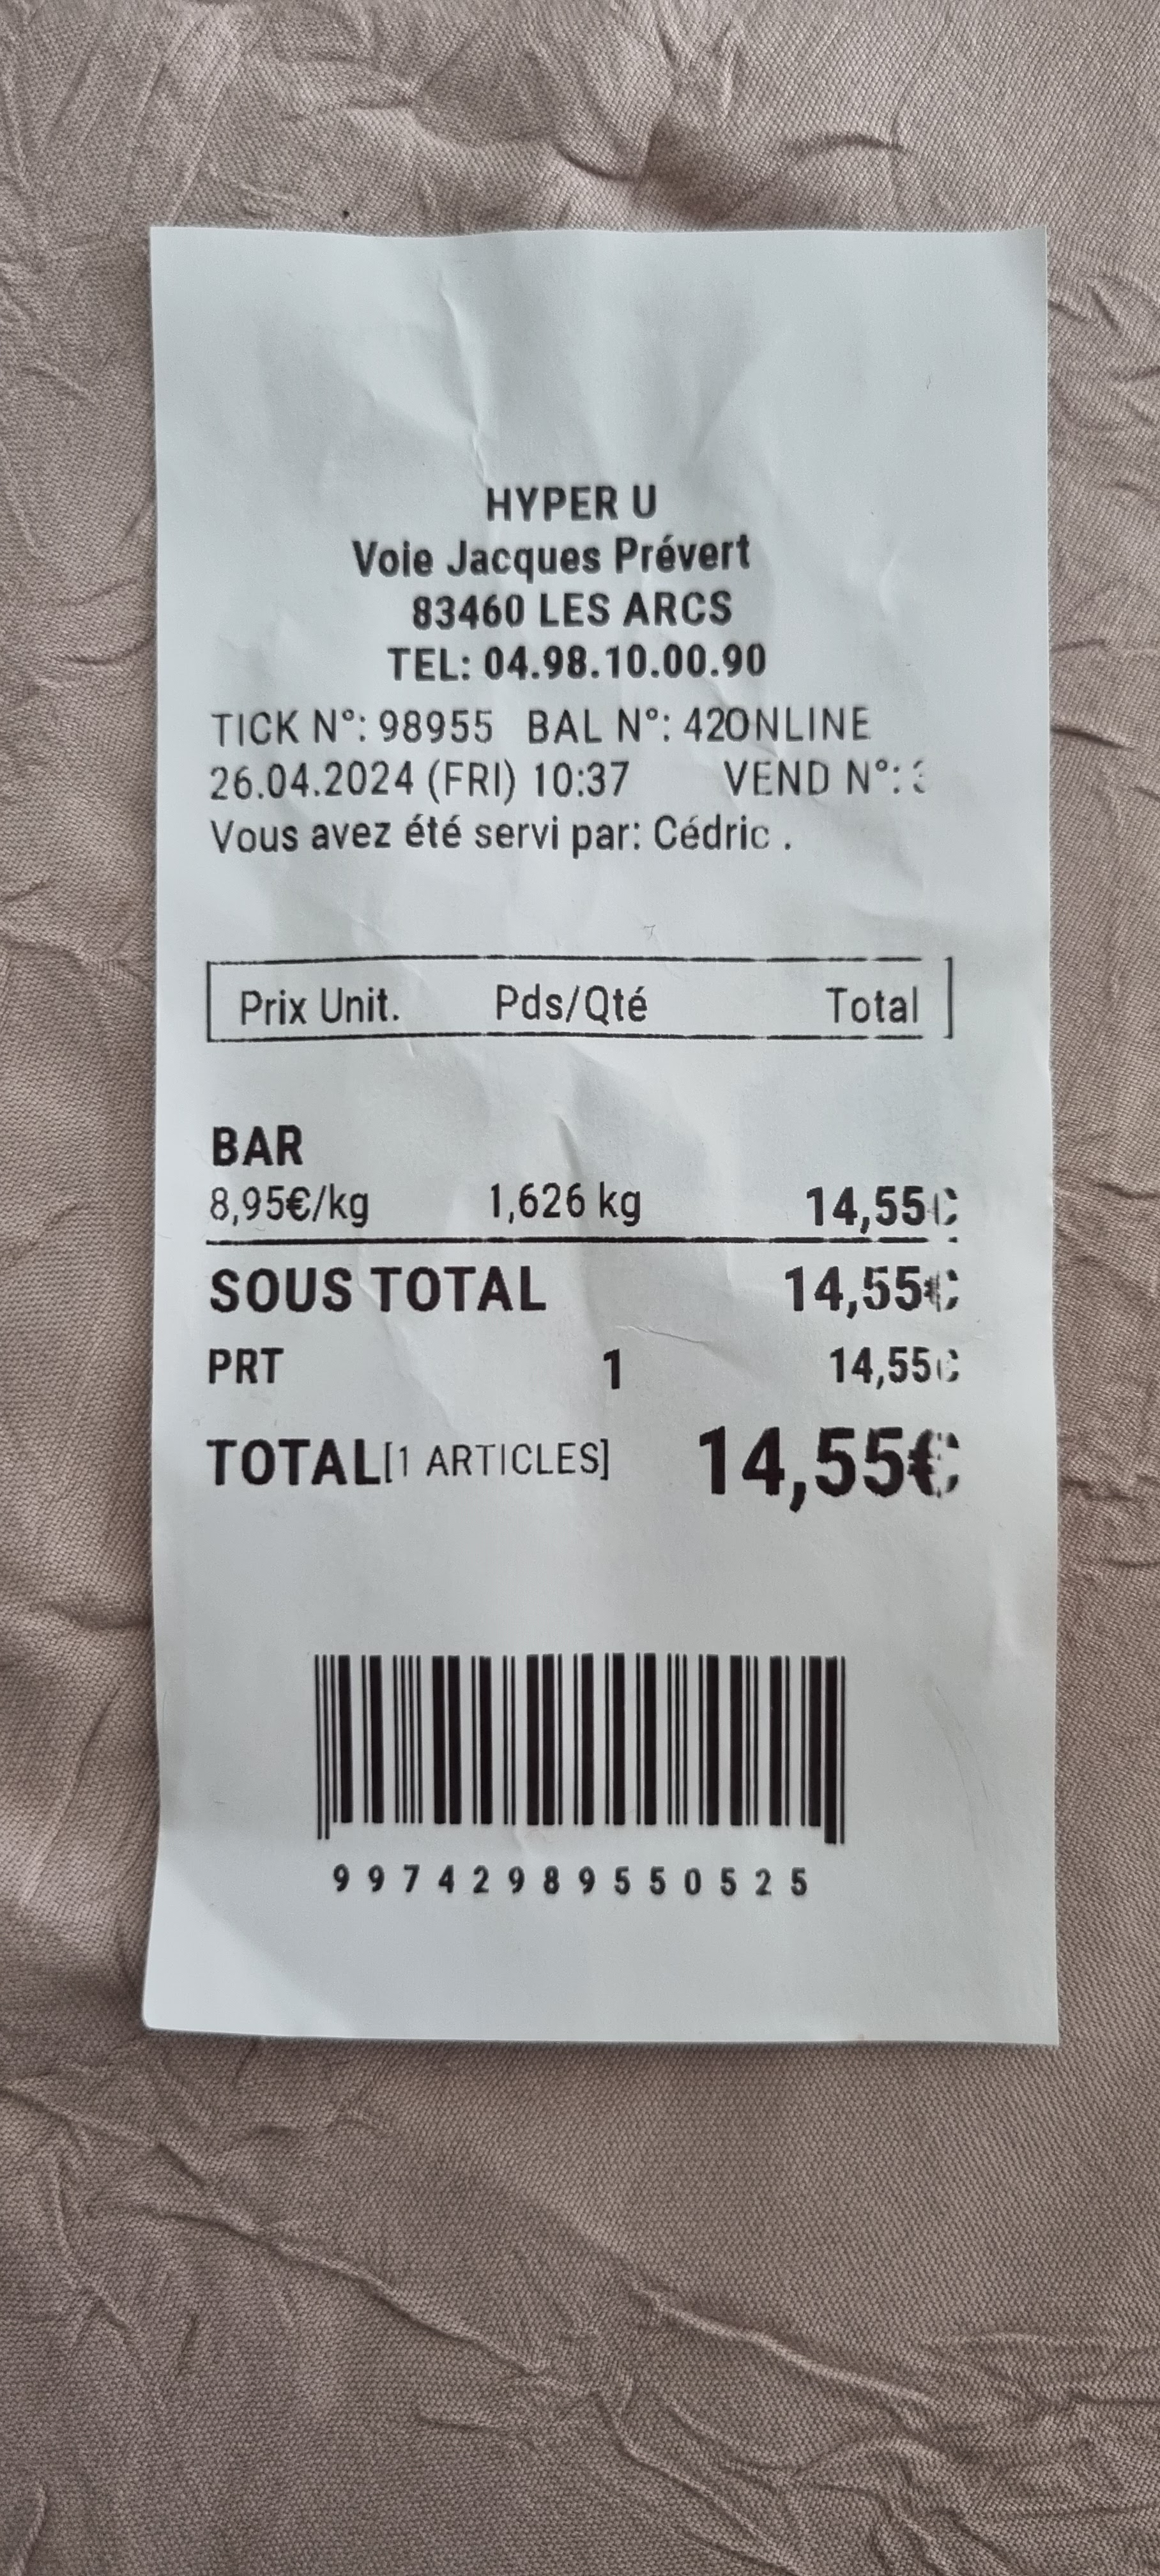 HYPER U
Voie Jacques Prévert
83460 LES ARCS
TEL: 04.98.10.00.90
TICK N°: 98955 BAL N°: 42ONLINE
26.04.2024 (FRI) 10:37 VEND N°:
Vous avez été servi par: Cédric .
Prix Unit. Pds/Qté Total
BAR
8,95€/kg 1,626 kg 14,55€
SOUS TOTAL 14,55€
PRT 1 14,55€
TOTAL[1 ARTICLES] 14,55€
99742989550525